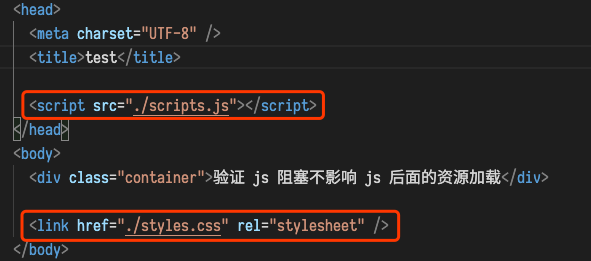 <head>
<meta charset="UTF-8" />
<title>test</title>
<script src="./scripts.js"></script>
</head>
<body>
<div class="container">验证 js 阻塞不影响 js 后面的资源加载</div>
<link href="./styles.css" rel="stylesheet" />
</body>